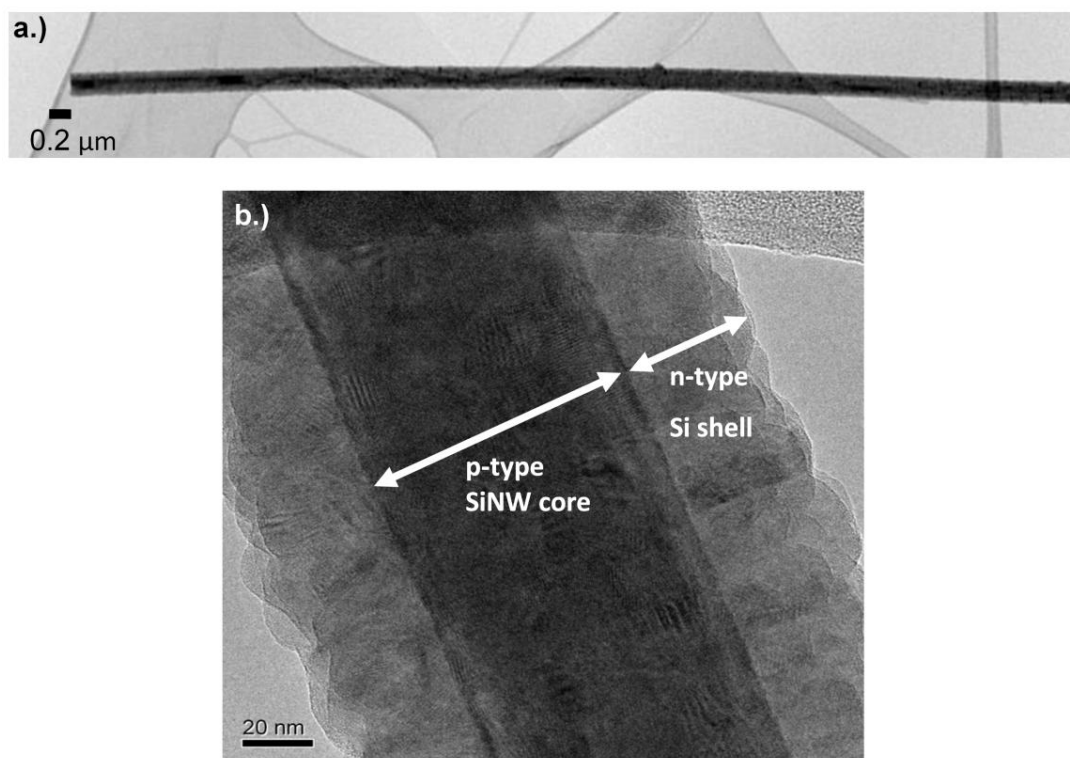 a.)
0.2 μm
b.)
n-type
Si shell
p-type
SiNW core
20 nm